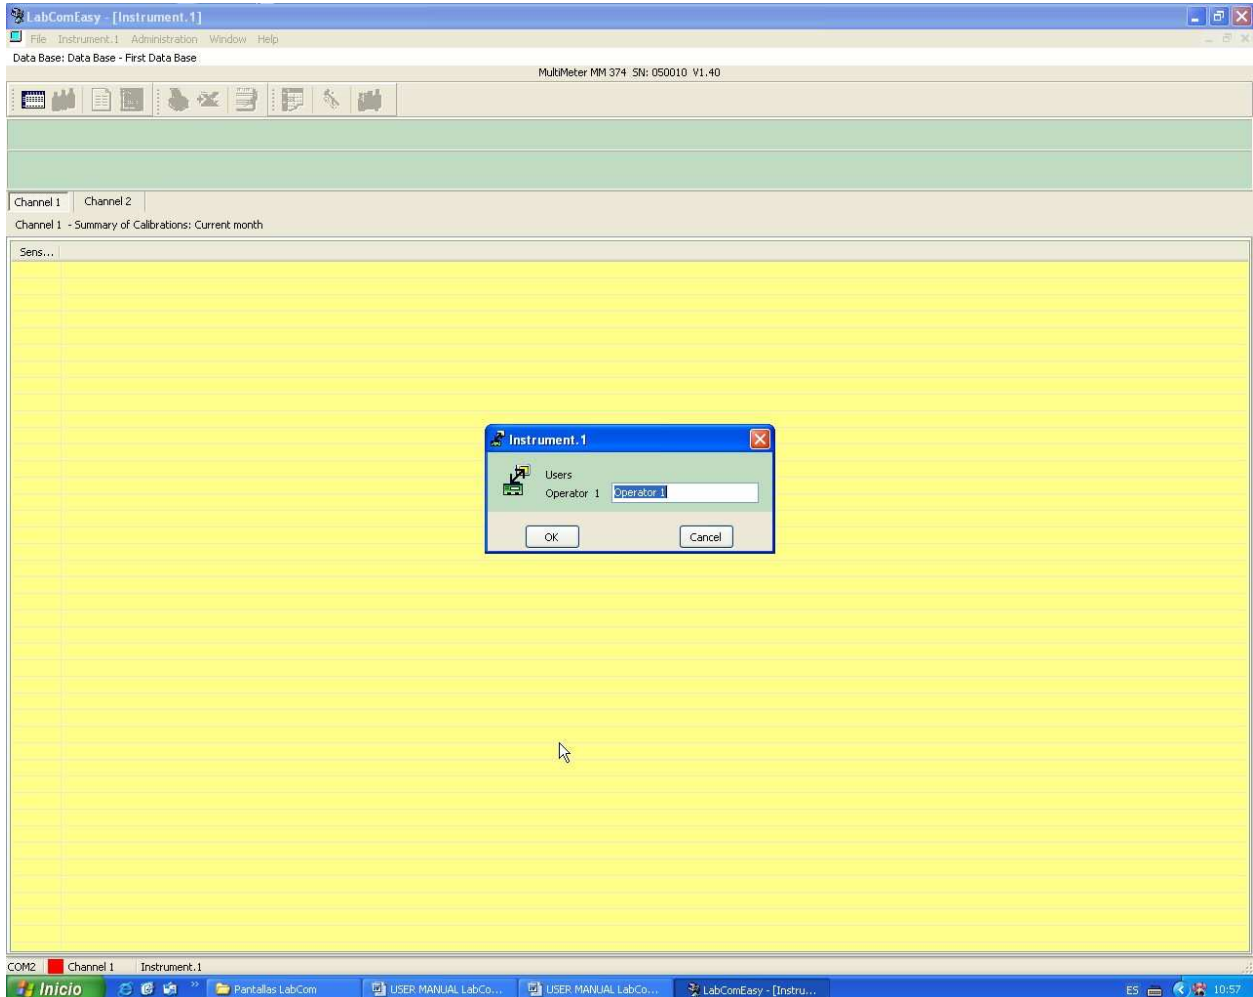 LabComEasy - [Instrument.1]
File Instrument.1 Administration Window Help
Data Base: Data Base - First Data Base
MultiMeter MM 374 SN: 050010 V1.40
Channel 1 Channel 2
Channel 1 - Summary of Calibrations: Current month
Sens...
Instrument.1
Users
Operator 1 Operator 1
OK Cancel
COM2 Channel 1 Instrument.1
Inicio Pantallas LabCom USER MANUAL LabCo... USER MANUAL LabCo... LabComEasy - [Instru... ES 10:57